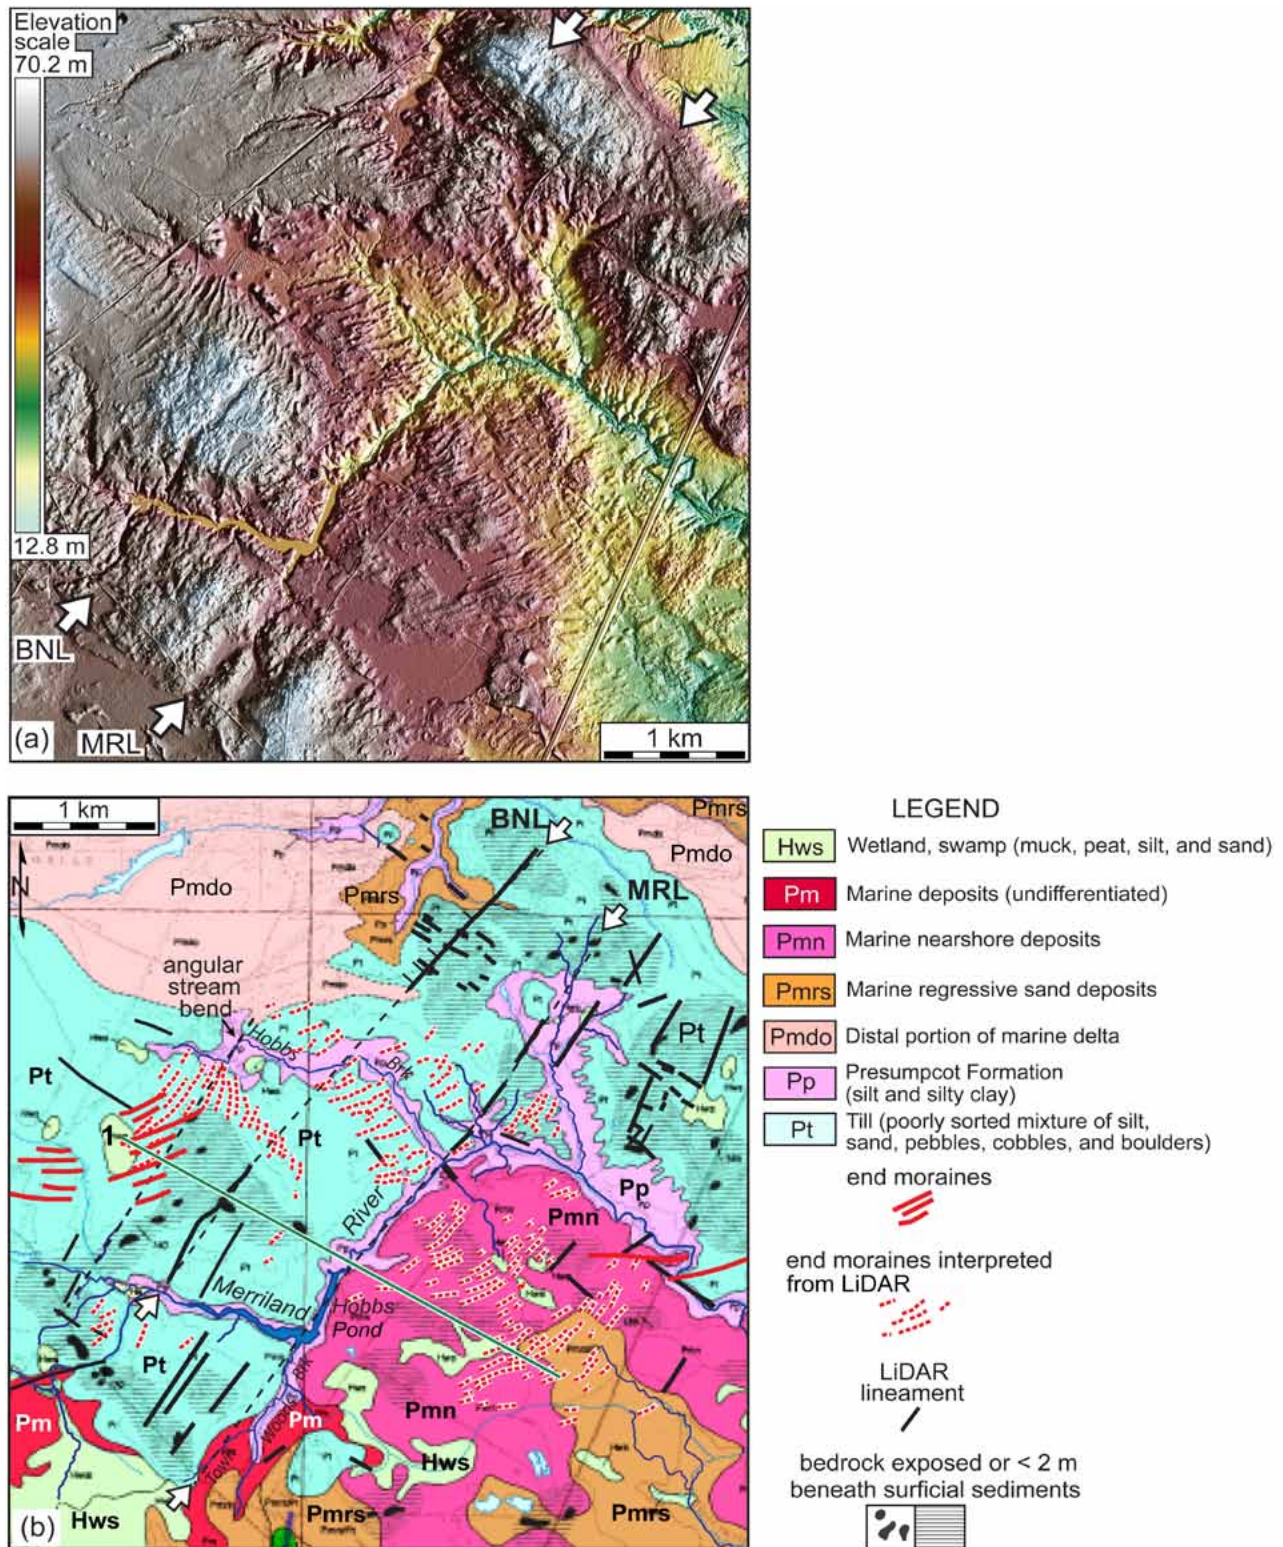 Elevation
scale
70.2 m
12.8 m
BNL
MRL
(a)
1 km
1 km
N
BNL
MRL
Pmrs
Pmdo
Pmdo
Pmrs
angular
stream
bend
Hobbs
Brk
Pt
Pt
Pt
1
River
Pp
Pmn
Merriland
Hobbs
Pond
Pt
Brk
Woods
Town
Pm
Pm
Pmn
Hws
Hws
Pmrs
Pmrs
(b)
LEGEND
Hws Wetland, swamp (muck, peat, silt, and sand)
Pm Marine deposits (undifferentiated)
Pmn Marine nearshore deposits
Pmrs Marine regressive sand deposits
Pmdo Distal portion of marine delta
Pp Presumpcot Formation
(silt and silty clay)
Pt Till (poorly sorted mixture of silt,
sand, pebbles, cobbles, and boulders)
end moraines
end moraines interpreted
from LiDAR
LiDAR
lineament
bedrock exposed or < 2 m
beneath surficial sediments